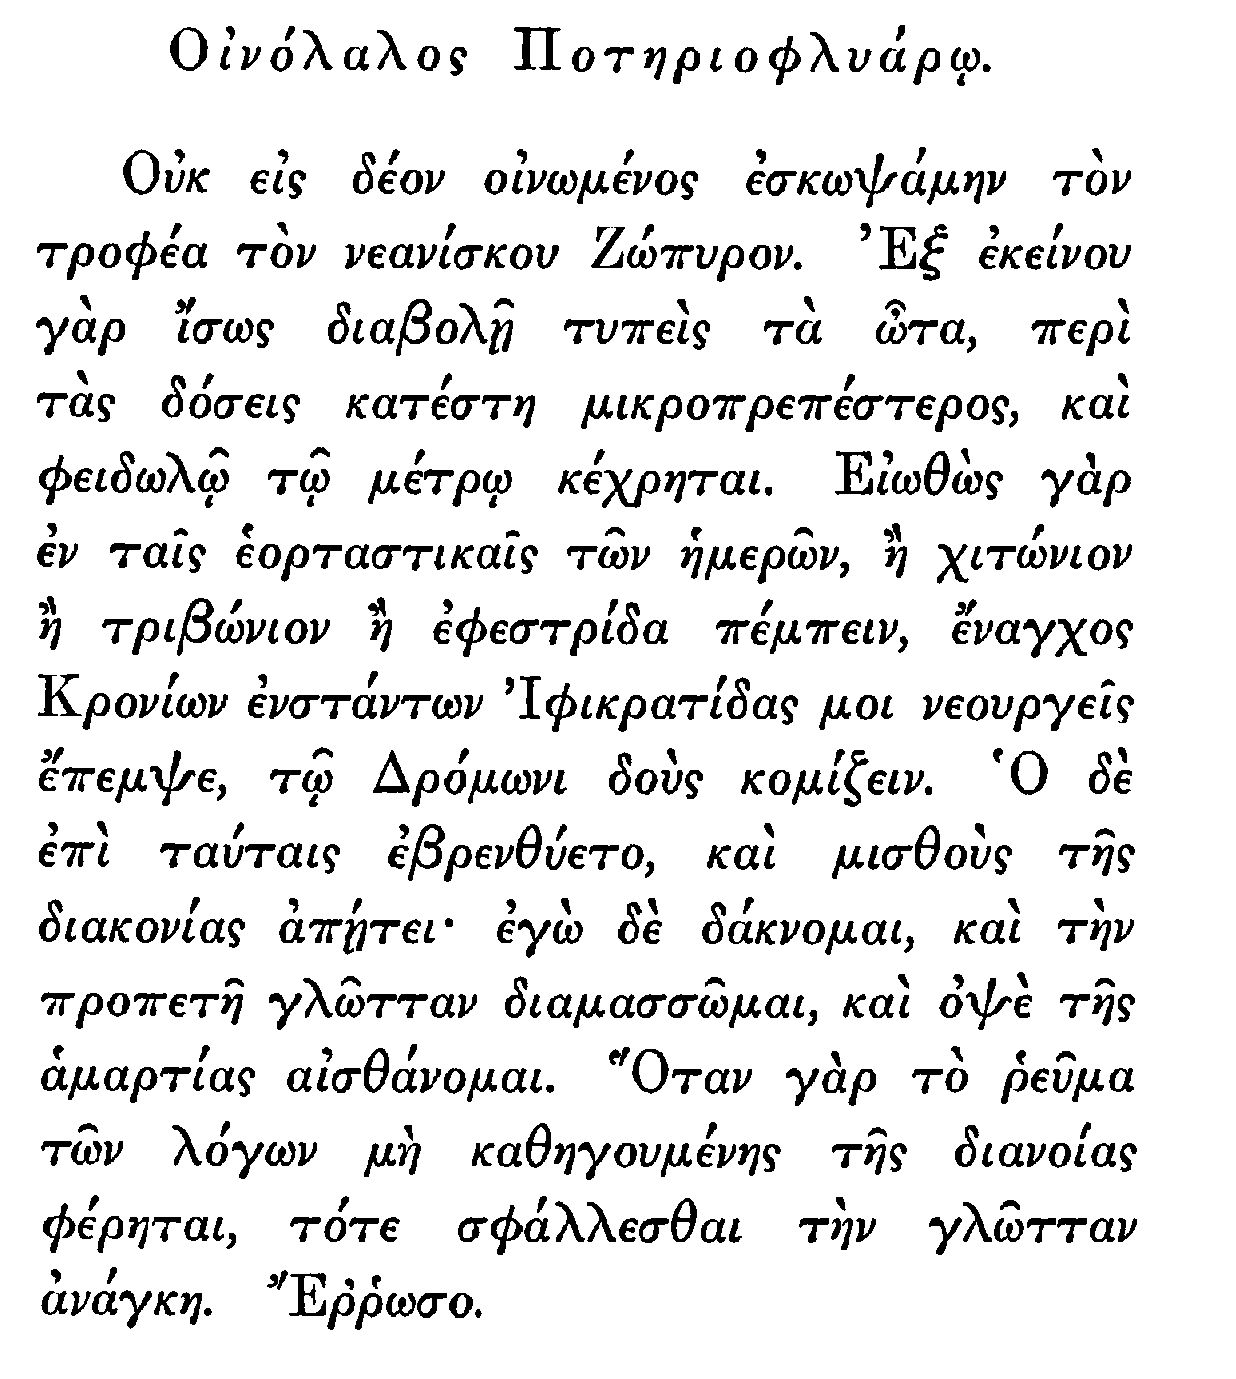 Οἰνόλαλος Ποτηριοφλυάρῳ.
Οὐκ εἰς δέον οἰνωμένος ἐσκωψάμην τὸν
τροφέα τὸν νεανίσκου Ζώπυρον. Ἐξ ἐκείνου
γὰρ ἴσως διαβολῇ τυπεὶς τὰ ὦτα, περὶ
τὰς δόσεις κατέστη μικροπρεπέστερος, καὶ
φειδωλῷ τῷ μέτρῳ κέχρηται. Εἰωθὼς γὰρ
ἐν ταῖς ἑορταστικαῖς τῶν ἡμερῶν, ἢ χιτώνιον
ἢ τριβώνιον ἢ ἐφεστρίδα πέμπειν, ἔναγχος
Κρονίων ἐνστάντων Ἰφικρατίδας μοι νεουργεῖς
ἔπεμψε, τῷ Δρόμωνι δοὺς κομίζειν. Ὁ δὲ
ἐπὶ ταύταις ἐβρενθύετο, καὶ μισθοὺς τῆς
διακονίας ἀπῄτει· ἐγὼ δὲ δάκνομαι, καὶ τὴν
προπετῆ γλῶτταν διαμασσῶμαι, καὶ ὀψὲ τῆς
ἁμαρτίας αἰσθάνομαι. Ὅταν γὰρ τὸ ῥεῦμα
τῶν λόγων μὴ καθηγουμένης τῆς διανοίας
φέρηται, τότε σφάλλεσθαι τὴν γλῶτταν
ἀνάγκη. Ἔῤῥωσο.